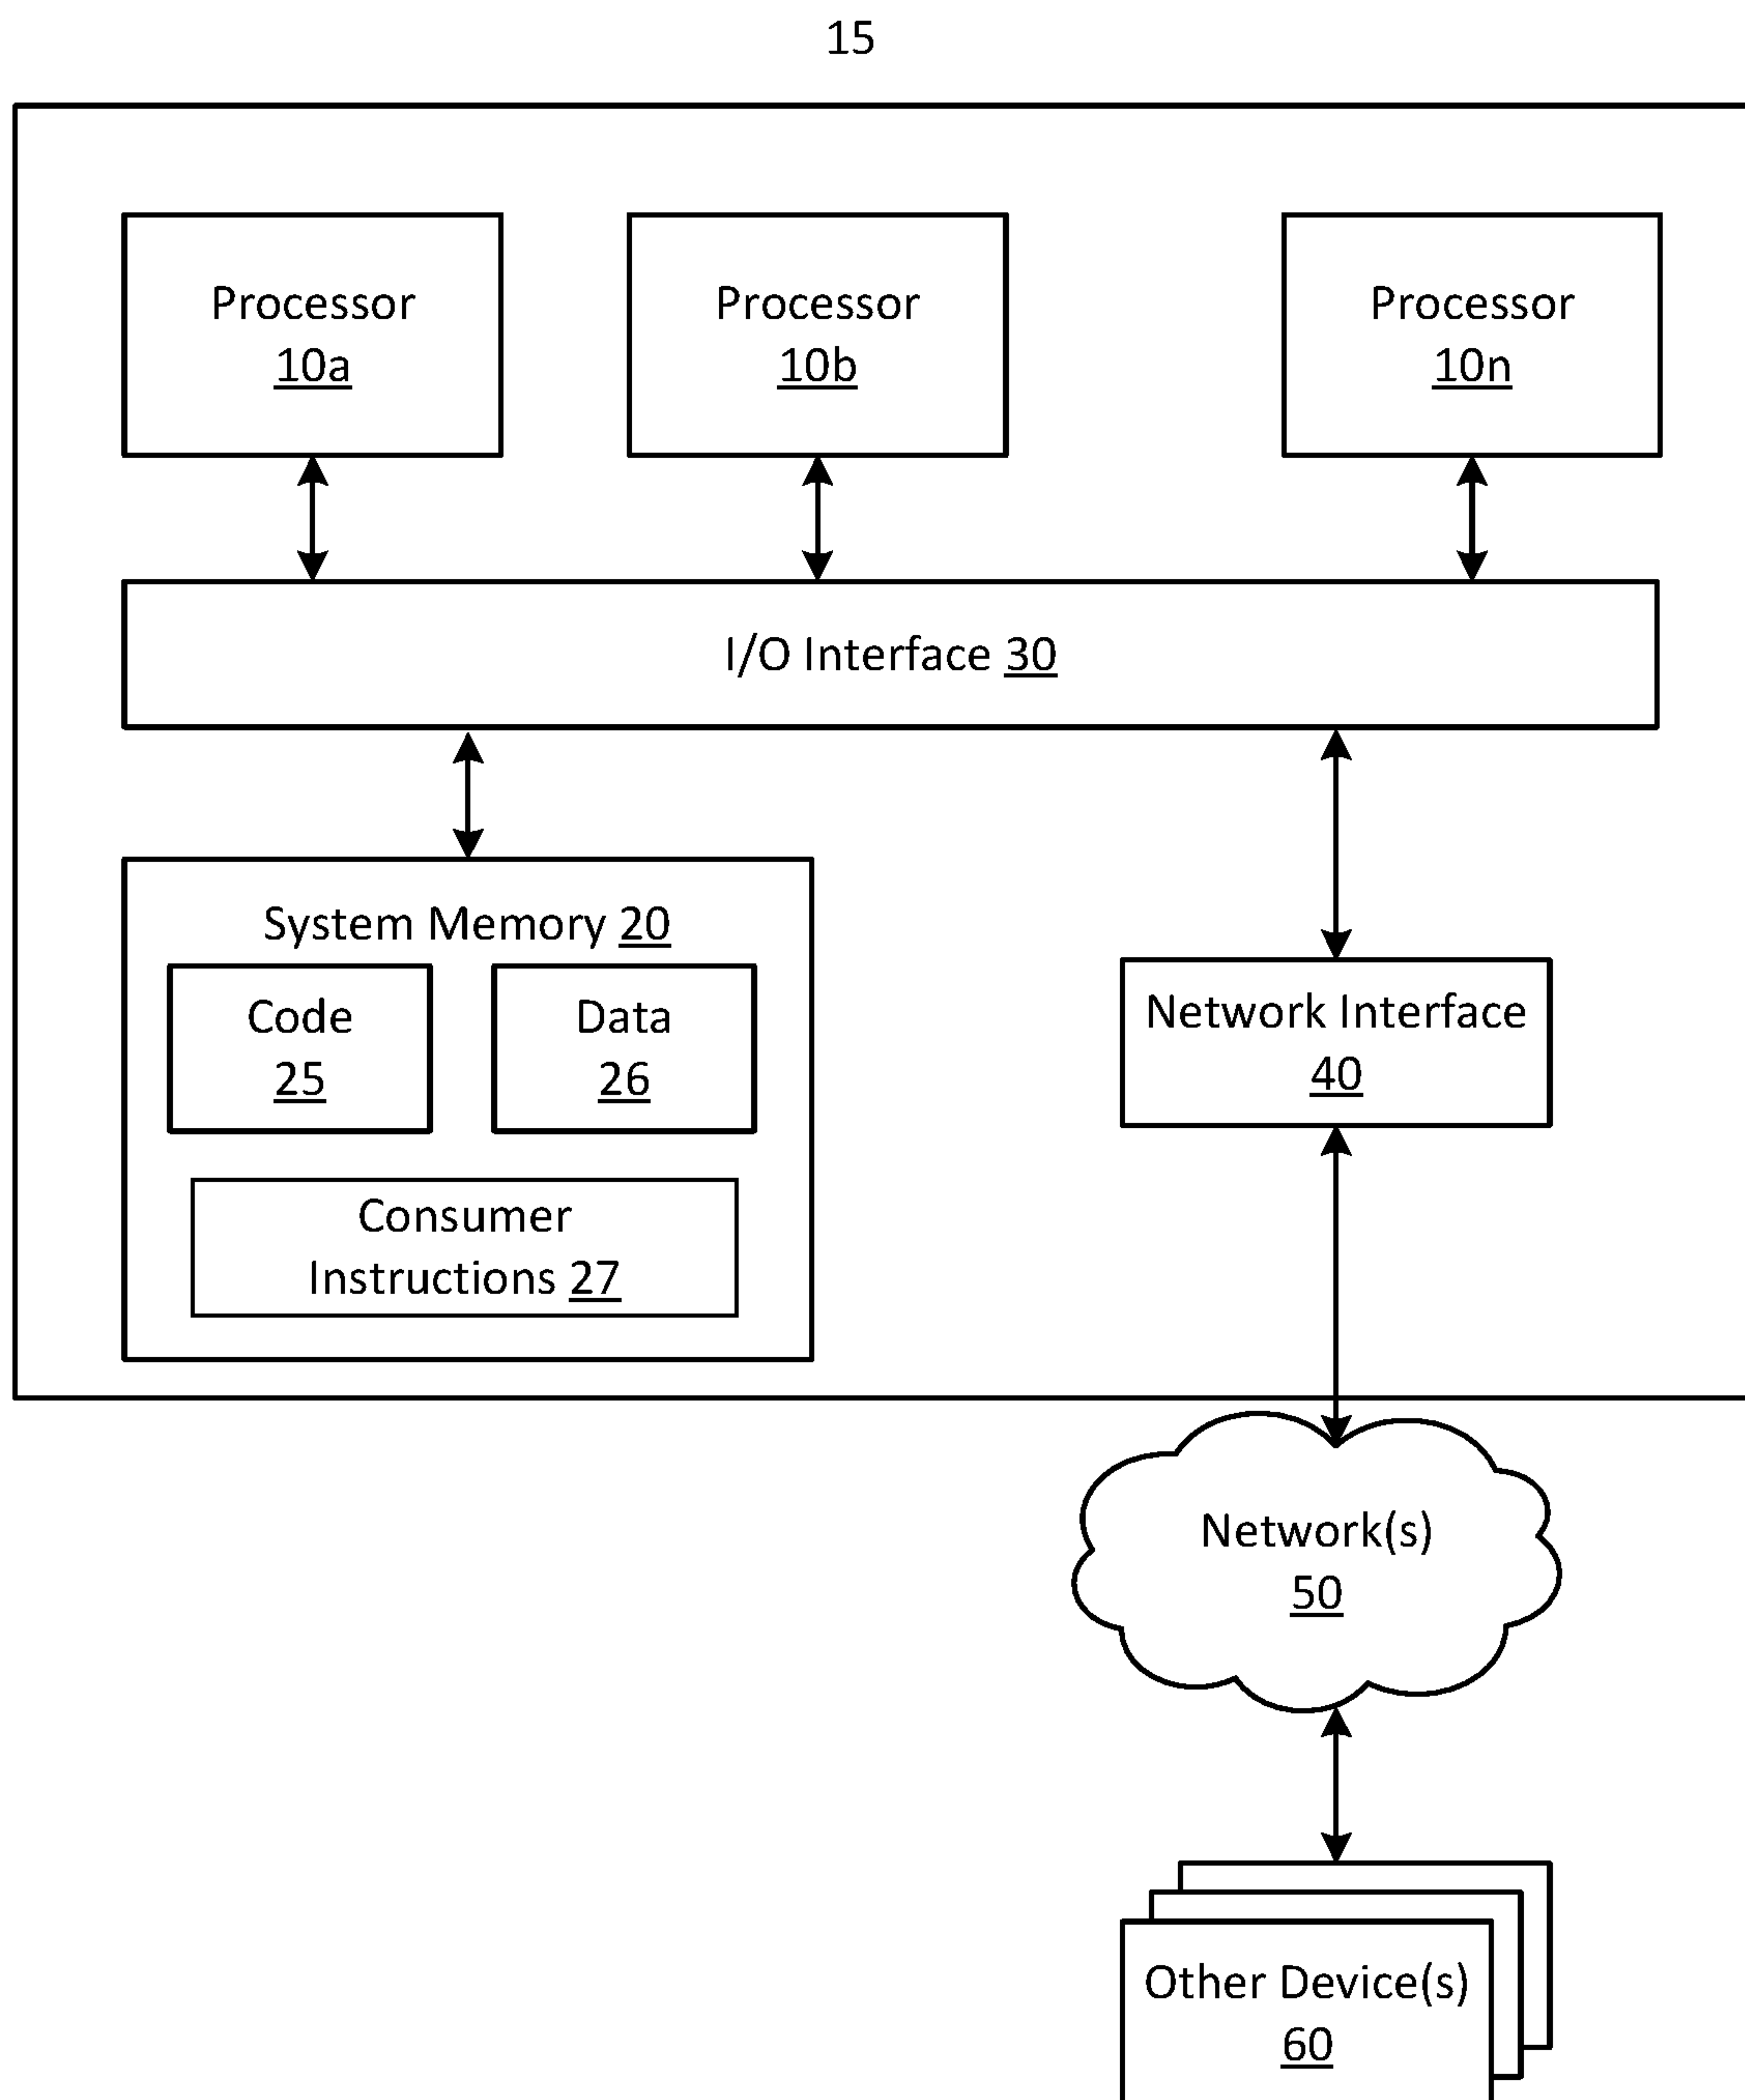 15
Processor
10a
Processor
10b
Processor
10n
I/O Interface 30
System Memory 20
Code
25
Data
26
Consumer
Instructions 27
Network Interface
40
Network(s)
50
Other Device(s)
60